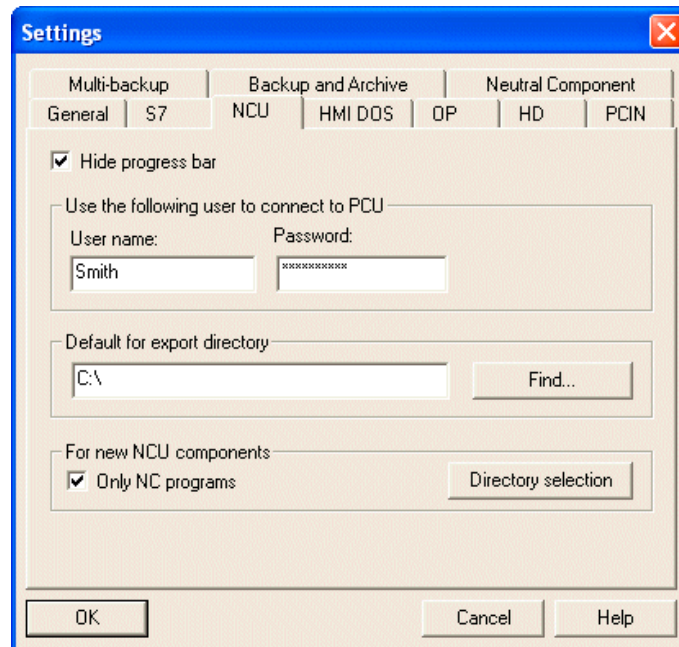 Settings
Multi-backup Backup and Archive Neutral Component
General S7 NCU HMI DOS OP HD PCIN
Hide progress bar
Use the following user to connect to PCU
User name: Password:
Smith **********
Default for export directory
C:\ Find...
For new NCU components
Only NC programs Directory selection
OK Cancel Help